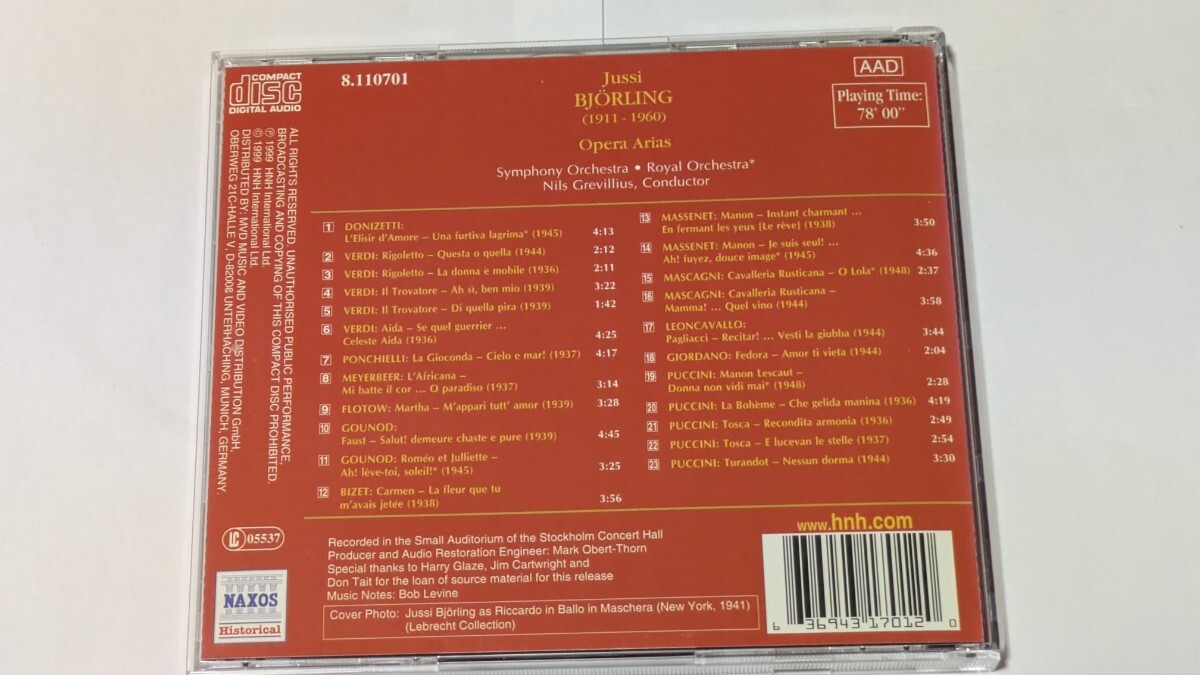 COMPACT
disc
DIGITAL AUDIO
8.110701
Jussi
BJÖRLING
(1911 - 1960)
Opera Arias
Symphony Orchestra • Royal Orchestra*
Nils Grevillius, Conductor
AAD
Playing Time:
78' 00"
ALL RIGHTS RESERVED. UNAUTHORISED PUBLIC PERFORMANCE,
BROADCASTING AND COPYING OF THIS COMPACT DISC PROHIBITED.
℗ 1999 HNH International Ltd.
© 1999 HNH International Ltd.
DISTRIBUTED BY: MVD MUSIC AND VIDEO DISTRIBUTION GmbH,
OBERWEG 21C-HALLE V, D-82008 UNTERHACHING, MUNICH, GERMANY.
1 DONIZETTI:
L'Elisir d'Amore – Una furtiva lagrima* (1945) 4:13
2 VERDI: Rigoletto – Questa o quella (1944) 2:12
3 VERDI: Rigoletto – La donna è mobile (1936) 2:11
4 VERDI: Il Trovatore – Ah sì, ben mio (1939) 3:22
5 VERDI: Il Trovatore – Di quella pira (1939) 1:42
6 VERDI: Aida – Se quel guerrier ...
Celeste Aida (1936) 4:25
7 PONCHIELLI: La Gioconda – Cielo e mar! (1937) 4:17
8 MEYERBEER: L'Africana –
Mi batte il cor ... O paradiso (1937) 3:14
9 FLOTOW: Martha – M'appari tutt' amor (1939) 3:28
10 GOUNOD:
Faust – Salut! demeure chaste e pure (1939) 4:45
11 GOUNOD: Roméo et Julliette –
Ah! lève-toi, soleil!* (1945) 3:25
12 BIZET: Carmen – La fleur que tu
m'avais jetée (1938) 3:56
13 MASSENET: Manon – Instant charmant ...
En fermant les yeux [Le rêve] (1938) 3:50
14 MASSENET: Manon – Je suis seul! ...
Ah! fuyez, douce image* (1945) 4:36
15 MASCAGNI: Cavalleria Rusticana – O Lola* (1948) 2:37
16 MASCAGNI: Cavalleria Rusticana –
Mamma! ... Quel vino (1944) 3:58
17 LEONCAVALLO:
Pagliacci – Recitar! ... Vesti la giubba (1944) 3:44
18 GIORDANO: Fedora – Amor ti vieta (1944) 2:04
19 PUCCINI: Manon Lescaut –
Donna non vidi mai* (1948) 2:28
20 PUCCINI: La Bohème – Che gelida manina (1936) 4:19
21 PUCCINI: Tosca – Recondita armonia (1936) 2:49
22 PUCCINI: Tosca – E lucevan le stelle (1937) 2:54
23 PUCCINI: Turandot – Nessun dorma (1944) 3:30
LC 05537
NAXOS
Historical
Recorded in the Small Auditorium of the Stockholm Concert Hall
Producer and Audio Restoration Engineer: Mark Obert-Thorn
Special thanks to Harry Glaze, Jim Cartwright and
Don Tait for the loan of source material for this release
Music Notes: Bob Levine
Cover Photo: Jussi Björling as Riccardo in Ballo in Maschera (New York, 1941)
(Lebrecht Collection)
www.hnh.com
6 36943 17012 0